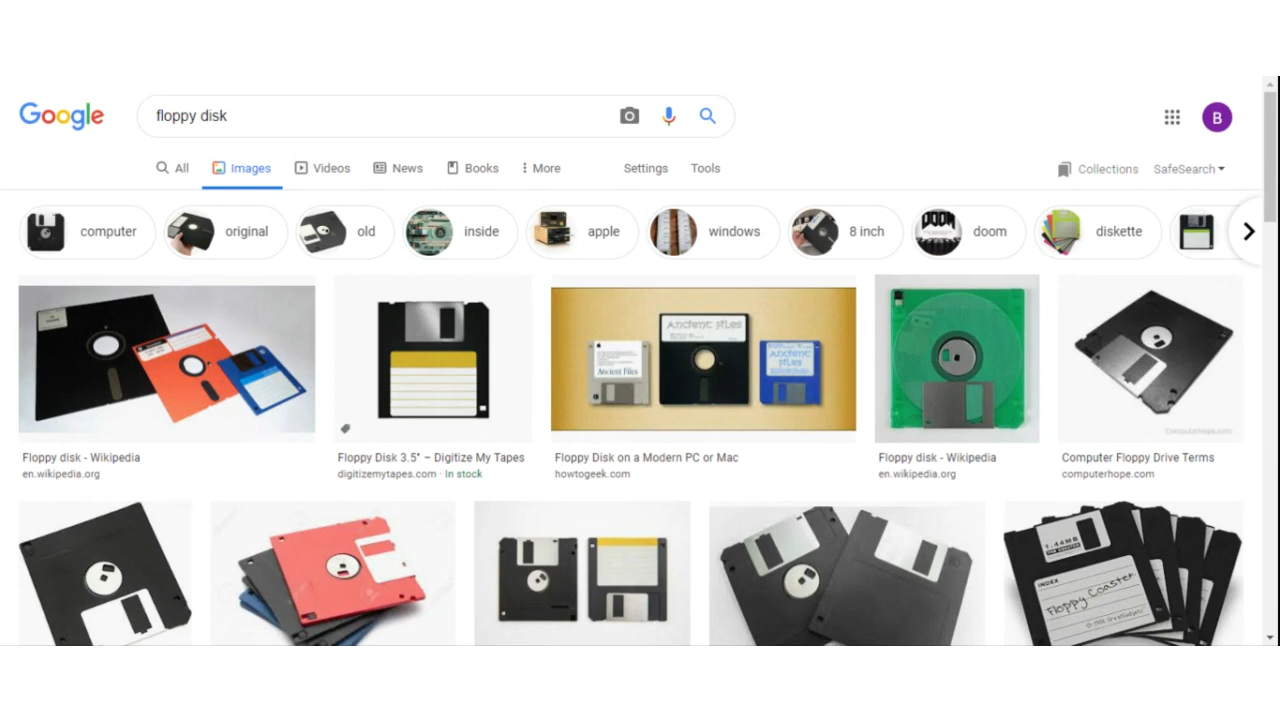 Google
floppy disk
B
All Images Videos News Books More Settings Tools
Collections SafeSearch
computer original old inside apple windows 8 inch doom diskette
DOOM
Ancient Files
Ancient Files
Ancient Files
ComputerHope.com
Floppy disk - Wikipedia
en.wikipedia.org
Floppy Disk 3.5" – Digitize My Tapes
digitizemytapes.com · In stock
Floppy Disk on a Modern PC or Mac
howtogeek.com
Floppy disk - Wikipedia
en.wikipedia.org
Computer Floppy Drive Terms
computerhope.com
1.44MB
INDEX
Floppy Coaster